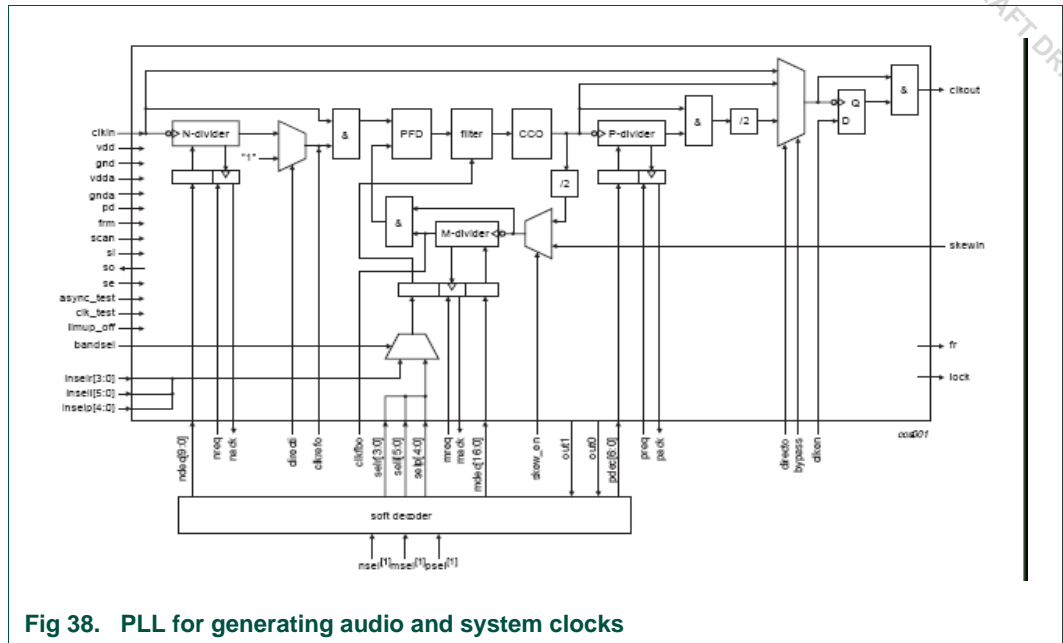 RAFT DRA
clkin
vdd
gnd
vdda
gnda
pd
frm
scan
si
so
se
async_test
clk_test
limup_off
bandsel
inselr[3:0]
inseli[5:0]
inselp[4:0]
N-divider
"1"
&
PFD
filter
CCO
P-divider
&
/2
Q
D
&
clkout
/2
&
M-divider
skewin
fr
lock
ndec[9:0]
nreq
nack
directi
clkrefo
clkfbo
selr[3:0]
seli[5:0]
selp[4:0]
mreq
mack
mdec[16:0]
skew_en
out1
out0
pdec[6:0]
preq
pack
directo
bypass
clken
soft decoder
nsel[1] msel[1] psel[1]
Fig 38. PLL for generating audio and system clocks